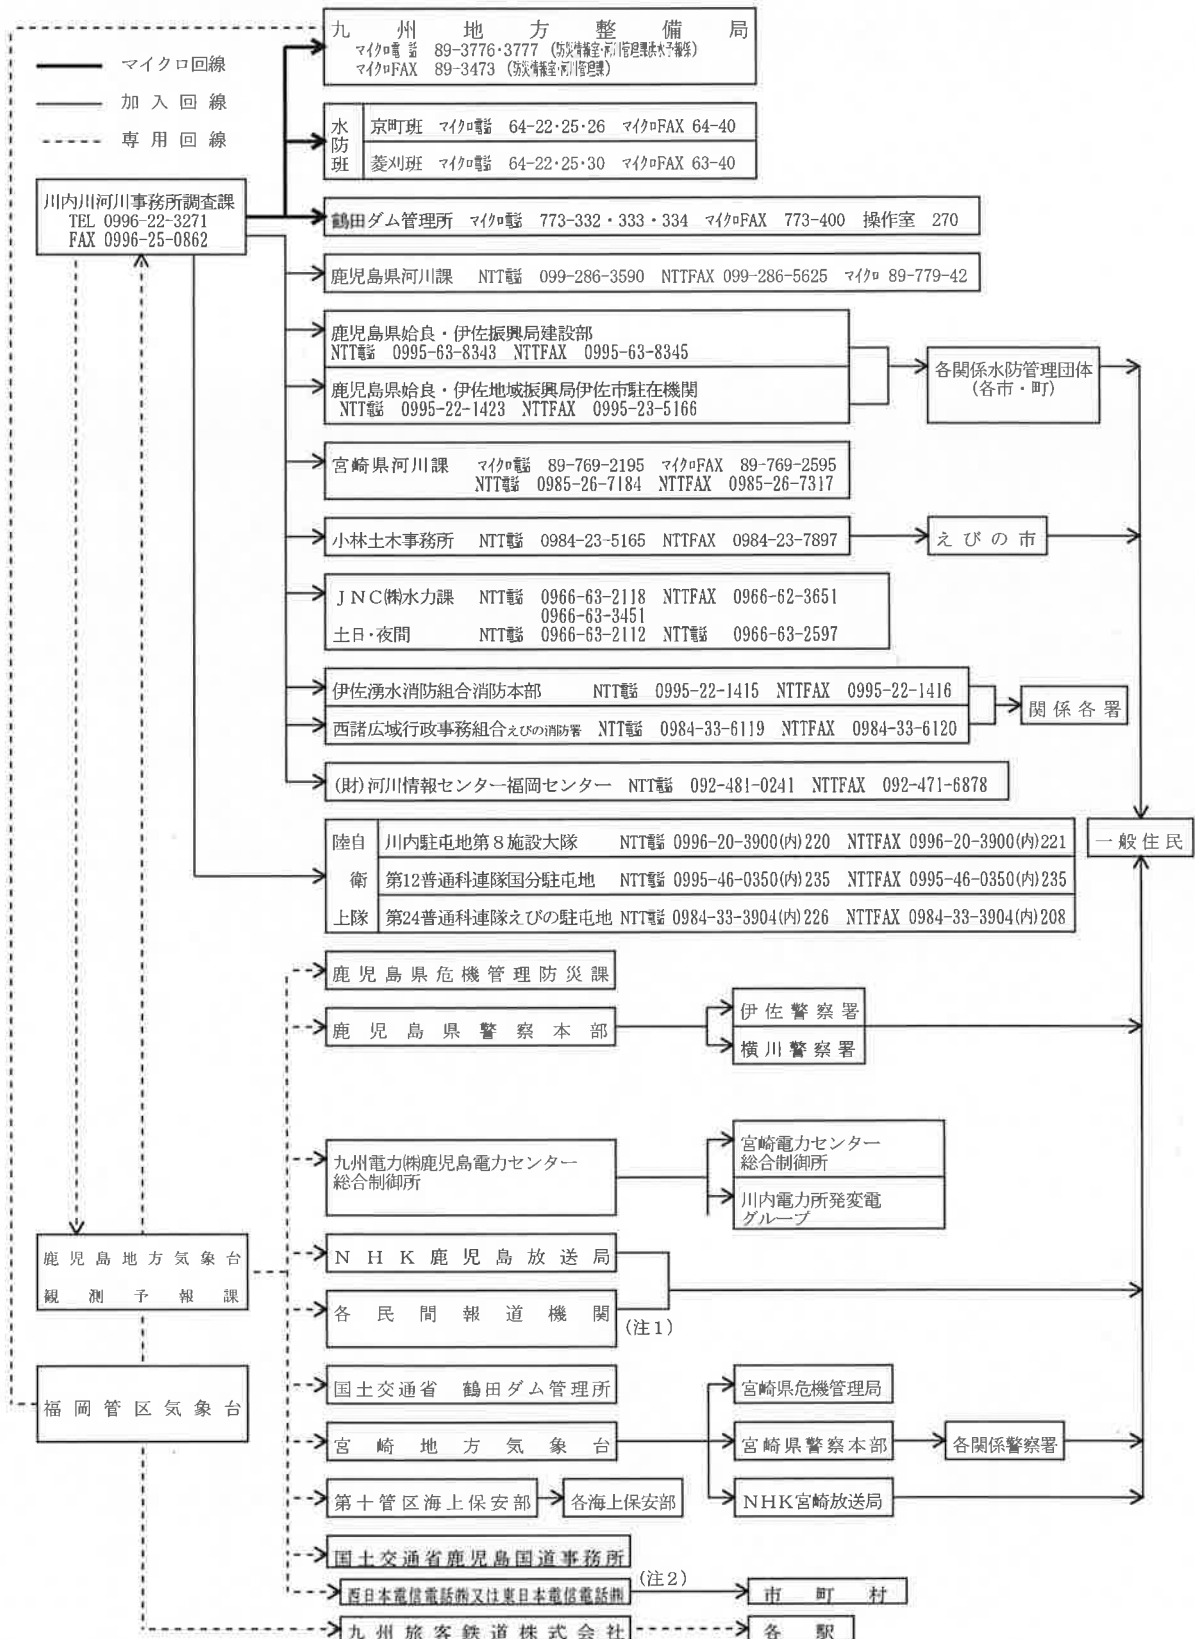 九州地方整備局
マイクロ電話 89-3776・3777 (防災情報室・河川管理課洪水予報係)
マイクロFAX 89-3473 (防災情報室・河川管理課)
マイクロ回線
加入回線
専用回線
水防班
京町班 マイクロ電話 64-22・25・26 マイクロFAX 64-40
菱刈班 マイクロ電話 64-22・25・30 マイクロFAX 63-40
川内川河川事務所調査課
TEL 0996-22-3271
FAX 0996-25-0862
鶴田ダム管理所 マイクロ電話 773-332・333・334 マイクロFAX 773-400 操作室 270
鹿児島県河川課 NTT電話 099-286-3590 NTTFAX 099-286-5625 マイクロ 89-779-42
鹿児島県姶良・伊佐振興局建設部
NTT電話 0995-63-8343 NTTFAX 0995-63-8345
鹿児島県姶良・伊佐地域振興局伊佐市駐在機関
NTT電話 0995-22-1423 NTTFAX 0995-23-5166
各関係水防管理団体
(各市・町)
宮崎県河川課 マイクロ電話 89-769-2195 マイクロFAX 89-769-2595
NTT電話 0985-26-7184 NTTFAX 0985-26-7317
小林土木事務所 NTT電話 0984-23-5165 NTTFAX 0984-23-7897
えびの市
JNC㈱水力課 NTT電話 0966-63-2118 NTTFAX 0966-62-3651
0966-63-3451
土日・夜間 NTT電話 0966-63-2112 NTT電話 0966-63-2597
伊佐湧水消防組合消防本部 NTT電話 0995-22-1415 NTTFAX 0995-22-1416
西諸広域行政事務組合えびの消防署 NTT電話 0984-33-6119 NTTFAX 0984-33-6120
関係各署
(財)河川情報センター福岡センター NTT電話 092-481-0241 NTTFAX 092-471-6878
陸自
衛
上隊
川内駐屯地第8施設大隊 NTT電話 0996-20-3900(内)220 NTTFAX 0996-20-3900(内)221
第12普通科連隊国分駐屯地 NTT電話 0995-46-0350(内)235 NTTFAX 0995-46-0350(内)235
第24普通科連隊えびの駐屯地 NTT電話 0984-33-3904(内)226 NTTFAX 0984-33-3904(内)208
一般住民
鹿児島県危機管理防災課
鹿児島県警察本部
伊佐警察署
横川警察署
九州電力㈱鹿児島電力センター
総合制御所
宮崎電力センター
総合制御所
川内電力所発変電
グループ
鹿児島地方気象台
観測予報課
NHK鹿児島放送局
各民間報道機関
(注1)
福岡管区気象台
国土交通省 鶴田ダム管理所
宮崎地方気象台
宮崎県危機管理局
宮崎県警察本部
各関係警察署
NHK宮崎放送局
第十管区海上保安部
各海上保安部
国土交通省鹿児島国道事務所
西日本電信電話㈱又は東日本電信電話㈱
(注2)
市町村
九州旅客鉄道株式会社
各駅